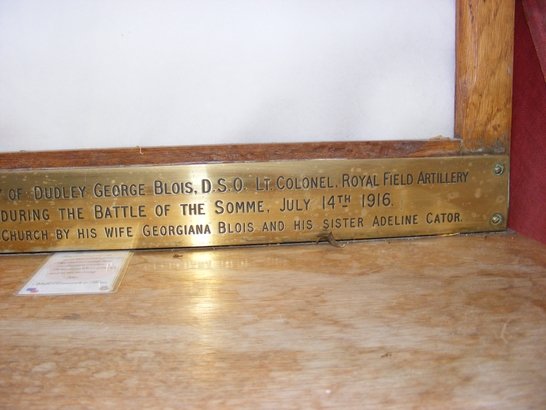 OF DUDLEY GEORGE BLOIS, D.S.O. LT. COLONEL, ROYAL FIELD ARTILLERY
DURING THE BATTLE OF THE SOMME, JULY 14TH 1916.
CHURCH BY HIS WIFE GEORGIANA BLOIS AND HIS SISTER ADELINE CATOR.